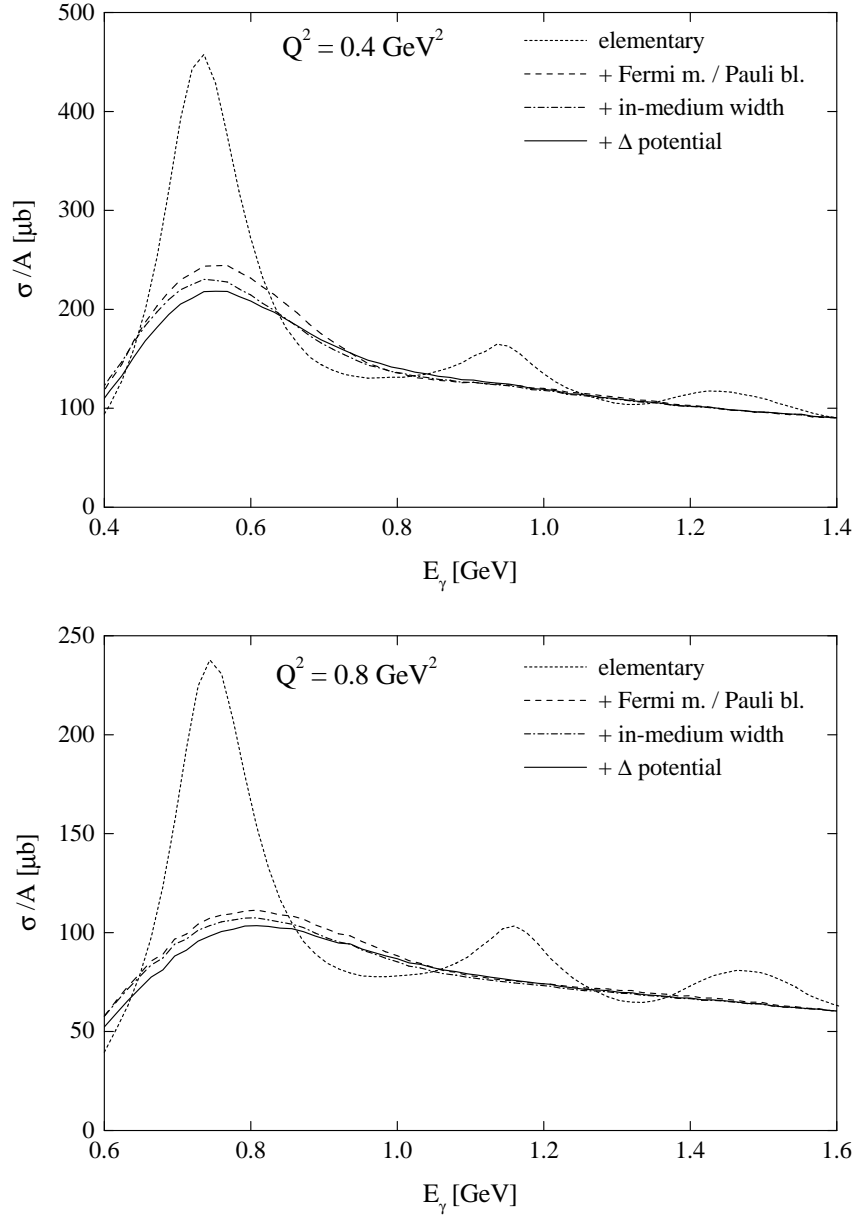 500
Q² = 0.4 GeV²
elementary
+ Fermi m. / Pauli bl.
400
+ in-medium width
+ Δ potential
300
σ /A [μb]
200
100
0
0.4 0.6 0.8 1.0 1.2 1.4
E_γ [GeV]
250
Q² = 0.8 GeV²
elementary
+ Fermi m. / Pauli bl.
200
+ in-medium width
+ Δ potential
150
σ /A [μb]
100
50
0
0.6 0.8 1.0 1.2 1.4 1.6
E_γ [GeV]